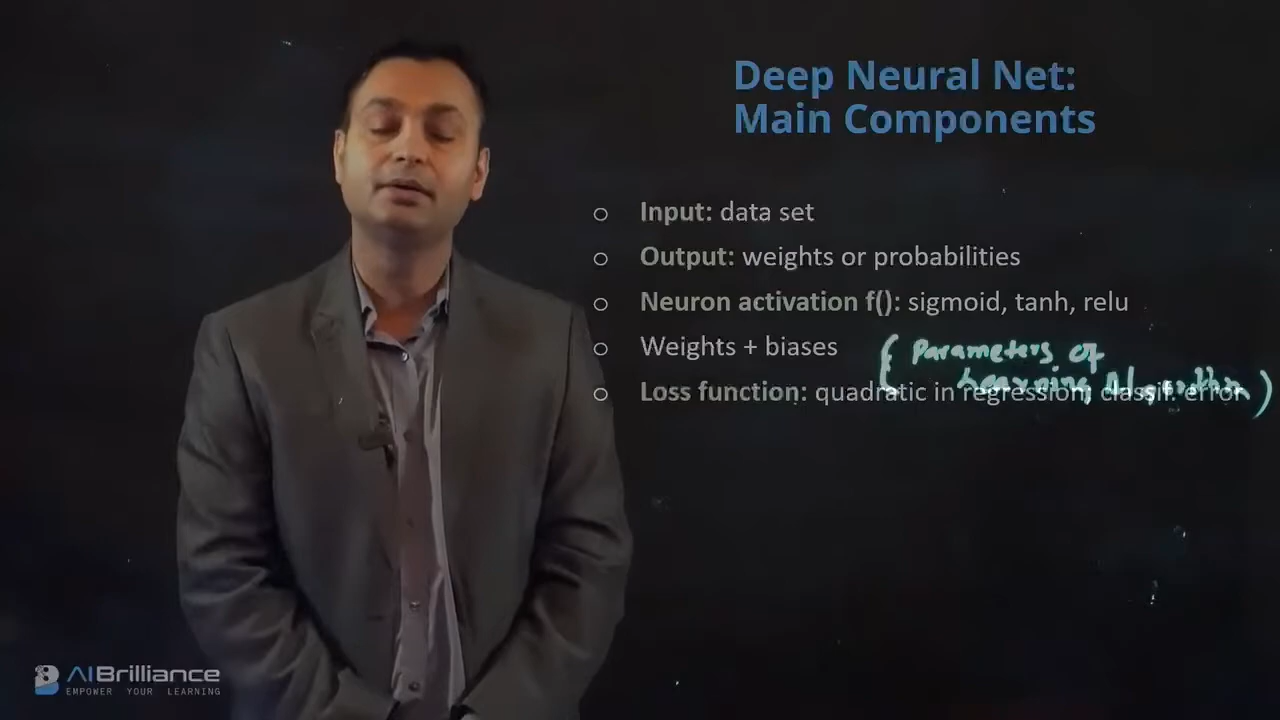 Deep Neural Net:
Main Components
Input: data set
Output: weights or probabilities
Neuron activation f(): sigmoid, tanh, relu
Weights + biases
(Parameters of
Learning Algorithm)
Loss function: quadratic in regression; classif. error
AIBrilliance
EMPOWER YOUR LEARNING